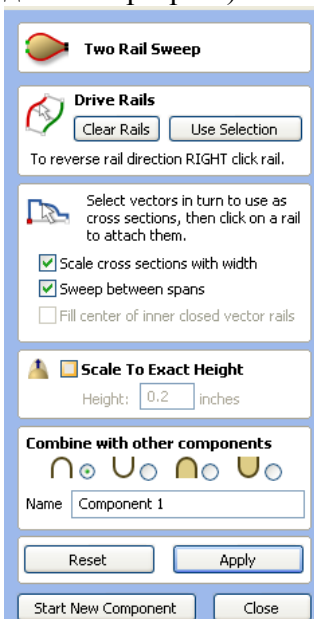 Two Rail Sweep
Drive Rails
Clear Rails Use Selection
To reverse rail direction RIGHT click rail.
Select vectors in turn to use as
cross sections, then click on a rail
to attach them.
Scale cross sections with width
Sweep between spans
Fill center of inner closed vector rails
Scale To Exact Height
Height: 0.2 inches
Combine with other components
Name Component 1
Reset Apply
Start New Component Close